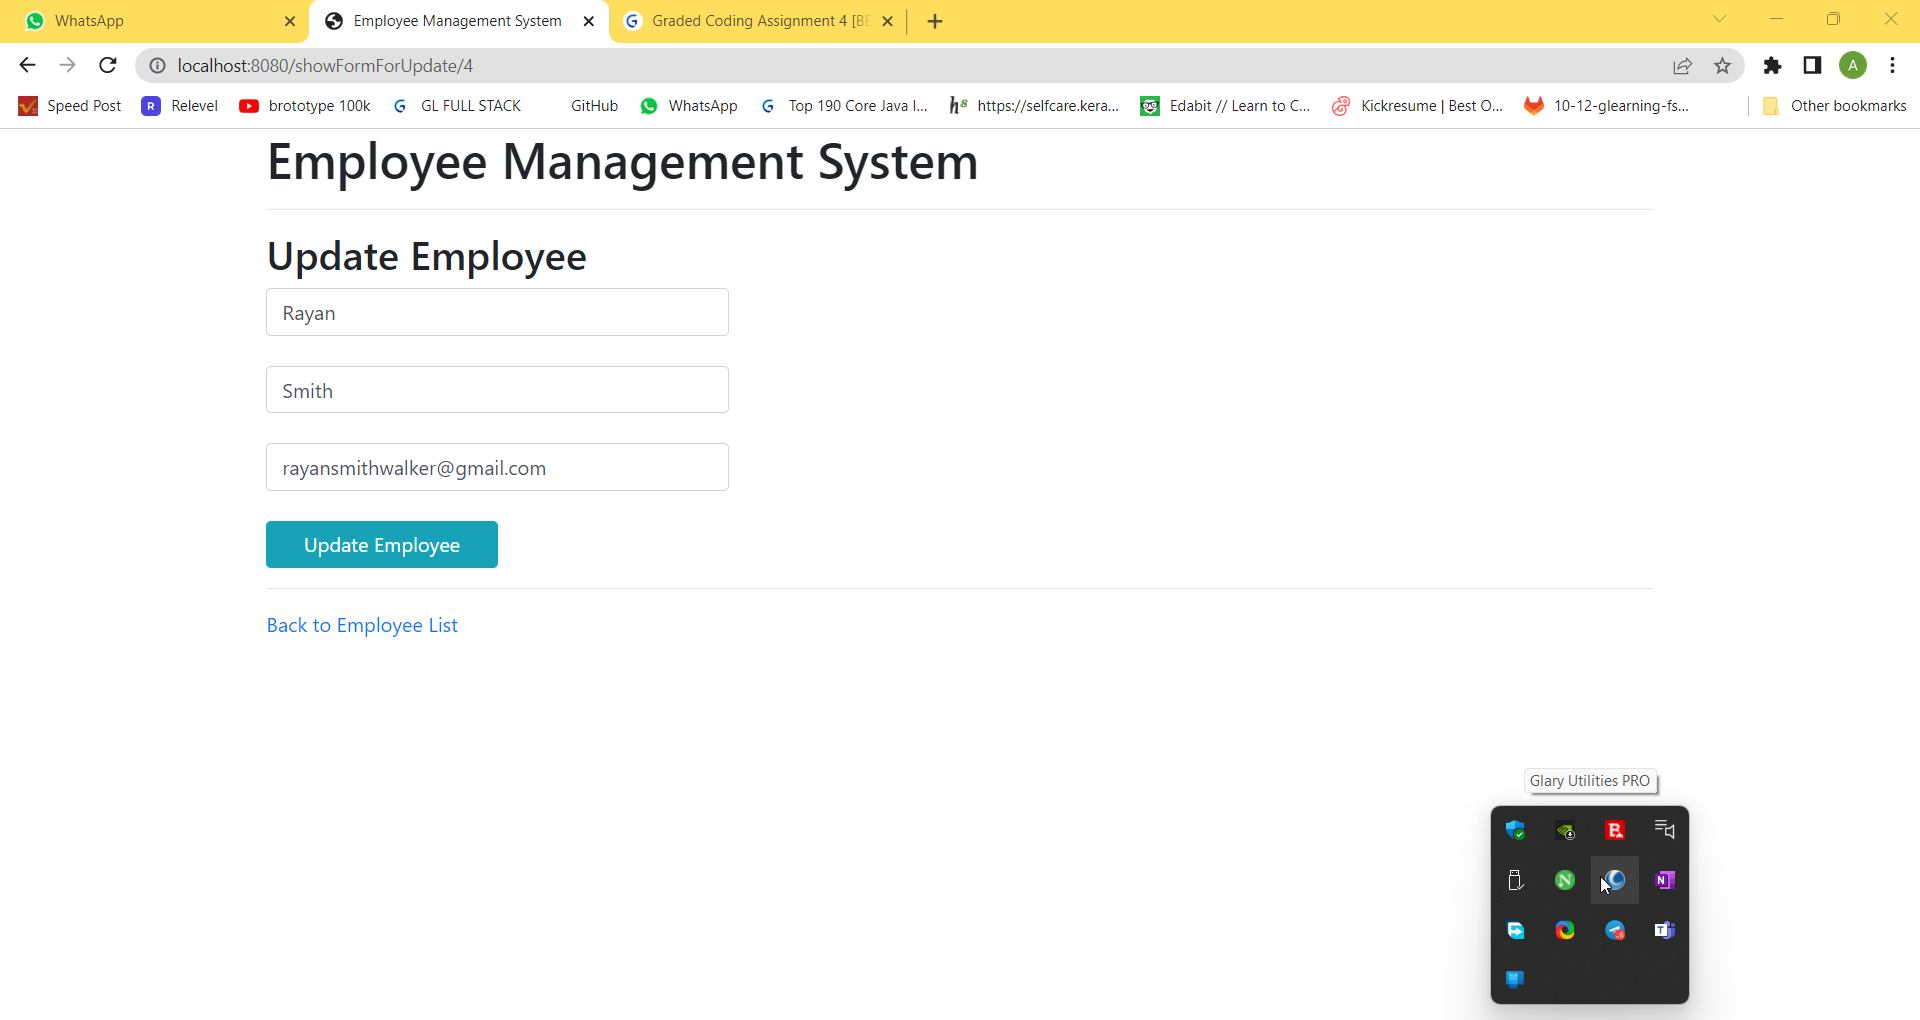 WhatsApp
Employee Management System
Graded Coding Assignment 4 [BE
localhost:8080/showFormForUpdate/4
A
Speed Post
R
Relevel
brototype 100k
G
GL FULL STACK
GitHub
WhatsApp
G
Top 190 Core Java I...
h8
https://selfcare.kera...
Edabit // Learn to C...
Kickresume | Best O...
10-12-glearning-fs...
Other bookmarks
Employee Management System
Update Employee
Rayan
Smith
rayansmithwalker@gmail.com
Update Employee
Back to Employee List
Glary Utilities PRO